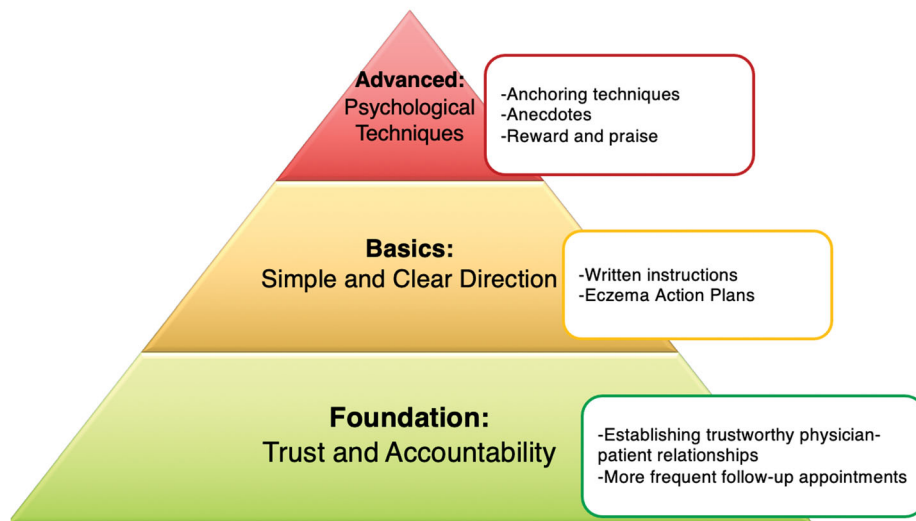 Advanced:
Psychological
Techniques
-Anchoring techniques
-Anecdotes
-Reward and praise
Basics:
Simple and Clear Direction
-Written instructions
-Eczema Action Plans
Foundation:
Trust and Accountability
-Establishing trustworthy physician-
patient relationships
-More frequent follow-up appointments